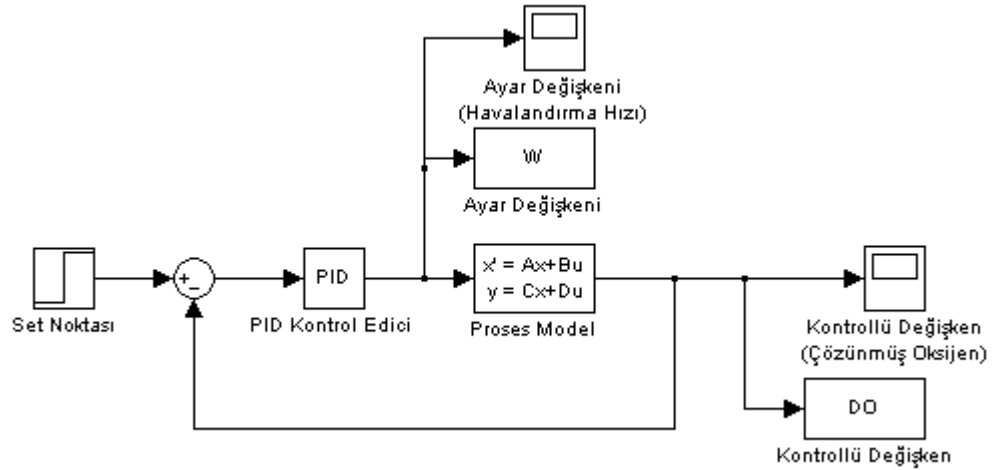 Ayar Değişkeni
(Havalandırma Hızı)
W
Ayar Değişkeni
Set Noktası
+
−
PID
PID Kontrol Edici
x' = Ax+Bu
y = Cx+Du
Proses Model
Kontrollü Değişken
(Çözünmüş Oksijen)
DO
Kontrollü Değişken